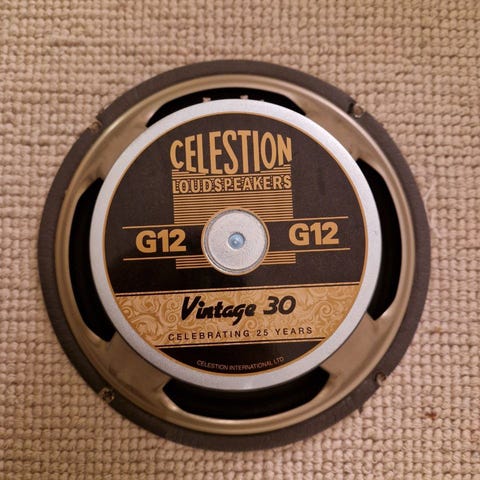 CELESTION
LOUDSPEAKERS
G12 G12
Vintage 30
CELEBRATING 25 YEARS
CELESTION INTERNATIONAL LTD